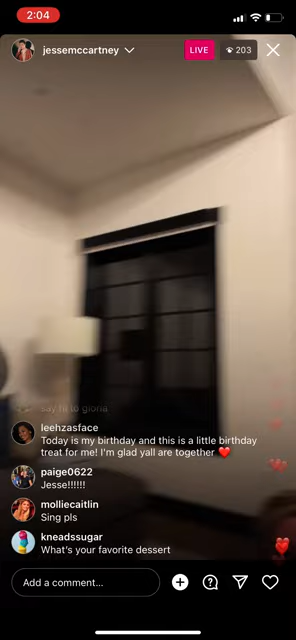 2:04
jessemccartney
LIVE
203
say hi to gloria
leehzasface
Today is my birthday and this is a little birthday
treat for me! I'm glad yall are together ❤️
paige0622
Jesse!!!!!!
molliecaitlin
Sing pls
kneadssugar
What's your favorite dessert
Add a comment...